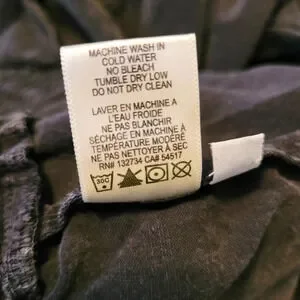 MACHINE WASH IN
COLD WATER
NO BLEACH
TUMBLE DRY LOW
DO NOT DRY CLEAN
LAVER EN MACHINE A
L'EAU FROIDE
NE PAS BLANCHIR
SÉCHAGE EN MACHINE À
TEMPÉRATURE MODÉRÉE
NE PAS NETTOYER À SEC
RN# 132734 CA# 54517
30C